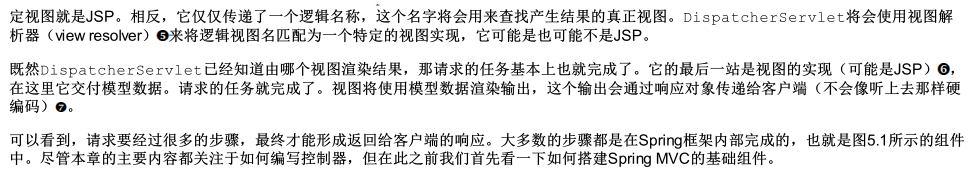 定视图就是JSP。相反，它仅仅传递了一个逻辑名称，这个名字将会用来查找产生结果的真正视图。DispatcherServlet将会使用视图解
析器（view resolver）❺来将逻辑视图名匹配为一个特定的视图实现，它可能是也可能不是JSP。
既然DispatcherServlet已经知道由哪个视图渲染结果，那请求的任务基本上也就完成了。它的最后一站是视图的实现（可能是JSP）❻，
在这里它交付模型数据。请求的任务就完成了。视图将使用模型数据渲染输出，这个输出会通过响应对象传递给客户端（不会像听上去那样硬
编码）❼。
可以看到，请求要经过很多的步骤，最终才能形成返回给客户端的响应。大多数的步骤都是在Spring框架内部完成的，也就是图5.1所示的组件
中。尽管本章的主要内容都关注于如何编写控制器，但在此之前我们首先看一下如何搭建Spring MVC的基础组件。